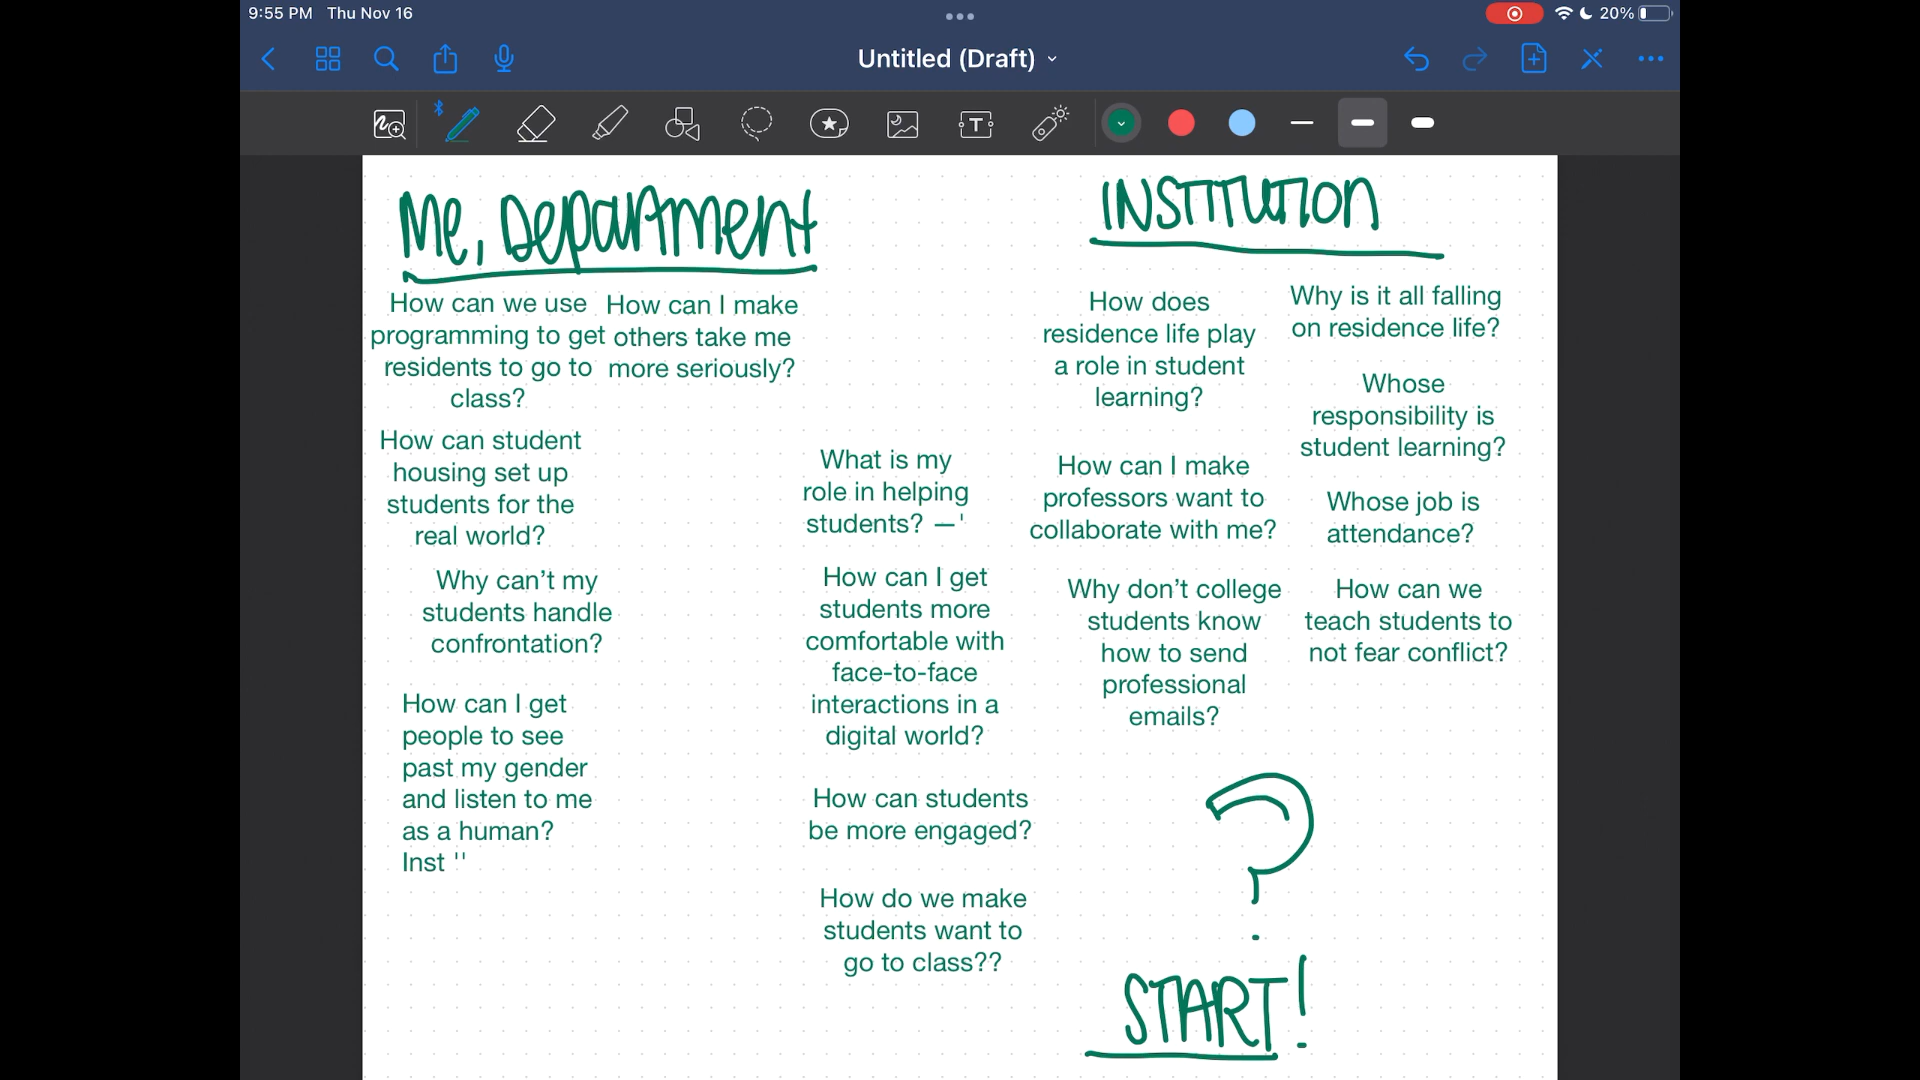 9:55 PM Thu Nov 16
20%
Untitled (Draft)
T
Me, Department
How can we use
programming to get
residents to go to
class?
How can I make
others take me
more seriously?
How can student
housing set up
students for the
real world?
Why can’t my
students handle
confrontation?
How can I get
people to see
past my gender
and listen to me
as a human?
Inst ''
What is my
role in helping
students? —'
How can I get
students more
comfortable with
face-to-face
interactions in a
digital world?
How can students
be more engaged?
How do we make
students want to
go to class??
INSTITUTION
How does
residence life play
a role in student
learning?
Why is it all falling
on residence life?
Whose
responsibility is
student learning?
How can I make
professors want to
collaborate with me?
Whose job is
attendance?
Why don’t college
students know
how to send
professional
emails?
How can we
teach students to
not fear conflict?
?
START!